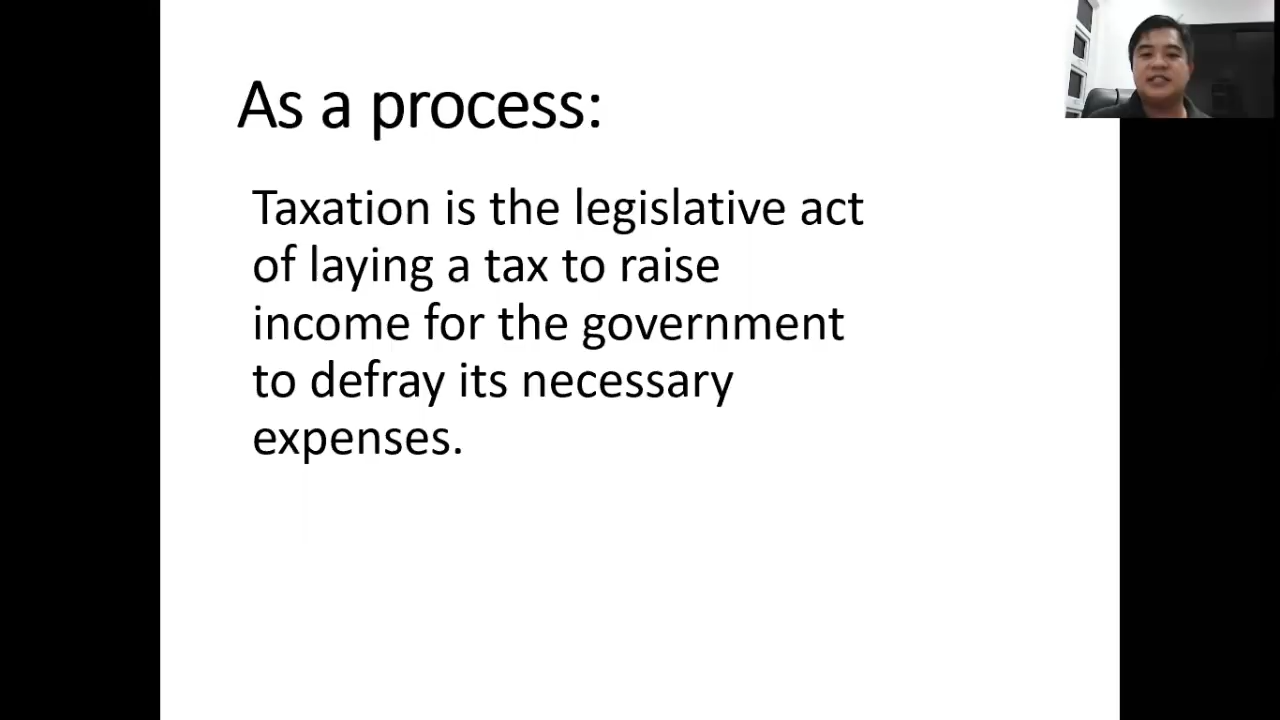 As a process:
Taxation is the legislative act
of laying a tax to raise
income for the government
to defray its necessary
expenses.